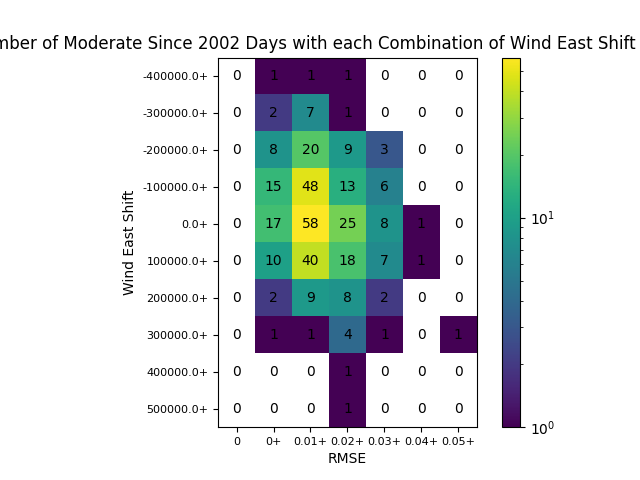 mber of Moderate Since 2002 Days with each Combination of Wind East Shift
-400000.0+ 0 1 1 1 0 0 0
-300000.0+ 0 2 7 1 0 0 0
-200000.0+ 0 8 20 9 3 0 0
-100000.0+ 0 15 48 13 6 0 0
0.0+ 0 17 58 25 8 1 0
100000.0+ 0 10 40 18 7 1 0
200000.0+ 0 2 9 8 2 0 0
300000.0+ 0 1 1 4 1 0 1
400000.0+ 0 0 0 1 0 0 0
500000.0+ 0 0 0 1 0 0 0
0 0+ 0.01+ 0.02+ 0.03+ 0.04+ 0.05+
RMSE
Wind East Shift
10¹
10⁰